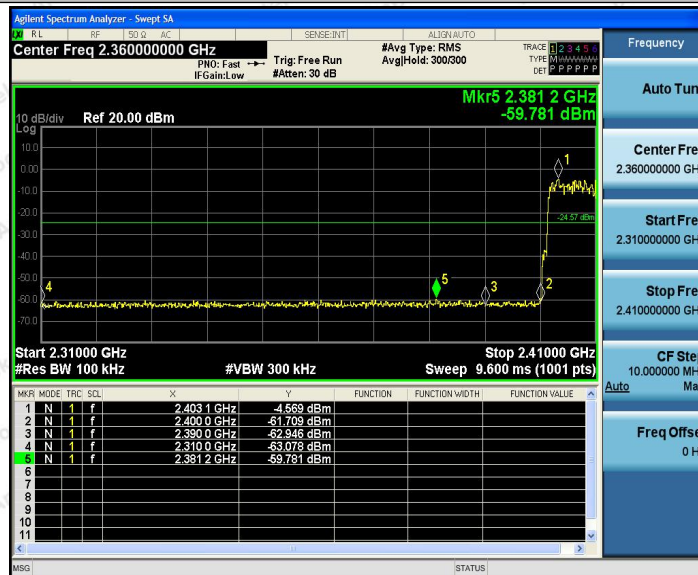 Agilent Spectrum Analyzer - Swept SA
LXI RL RF 50 Ω AC SENSE:INT ALIGN AUTO
Center Freq 2.360000000 GHz
PNO: Fast
IFGain:Low
Trig: Free Run
#Atten: 30 dB
#Avg Type: RMS
Avg|Hold: 300/300
TRACE 1 2 3 4 5 6
TYPE M
DET P P P P P P
Mkr5 2.381 2 GHz
-59.781 dBm
10 dB/div Ref 20.00 dBm
Log
10.0
0.00
-10.0
-20.0
-30.0
-40.0
-50.0
-60.0
-70.0
-24.57 dBm
1
2
3
4
5
Start 2.31000 GHz Stop 2.41000 GHz
#Res BW 100 kHz #VBW 300 kHz Sweep 9.600 ms (1001 pts)
MKR MODE TRC SCL X Y FUNCTION FUNCTION WIDTH FUNCTION VALUE
1 N 1 f 2.403 1 GHz -4.569 dBm
2 N 1 f 2.400 0 GHz -61.709 dBm
3 N 1 f 2.390 0 GHz -62.946 dBm
4 N 1 f 2.310 0 GHz -63.078 dBm
5 N 1 f 2.381 2 GHz -59.781 dBm
6
7
8
9
10
11
MSG STATUS
Frequency
Auto Tun
Center Fre
2.360000000 GH
Start Fre
2.310000000 GH
Stop Fre
2.410000000 GH
CF Ste
10.000000 MH
Auto Ma
Freq Offse
0 H